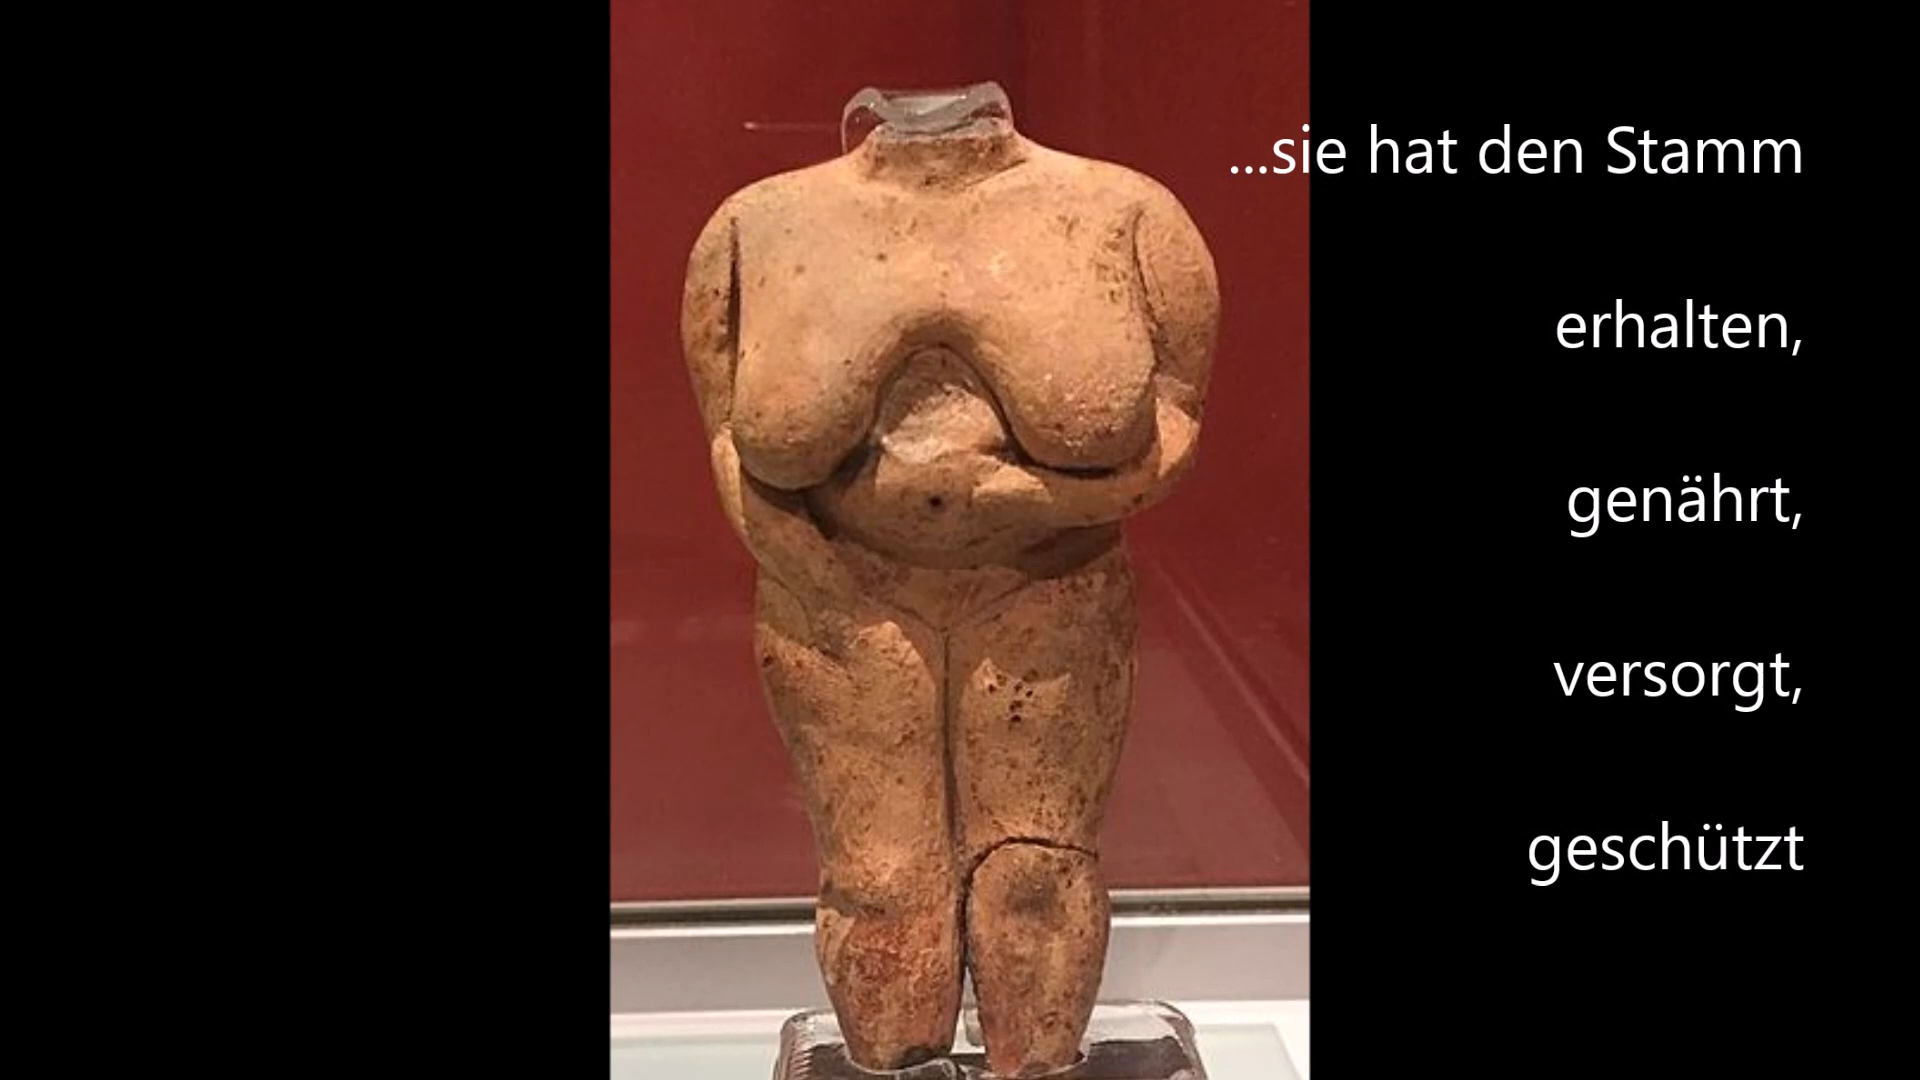 ...sie hat den Stamm
erhalten,
genährt,
versorgt,
geschützt